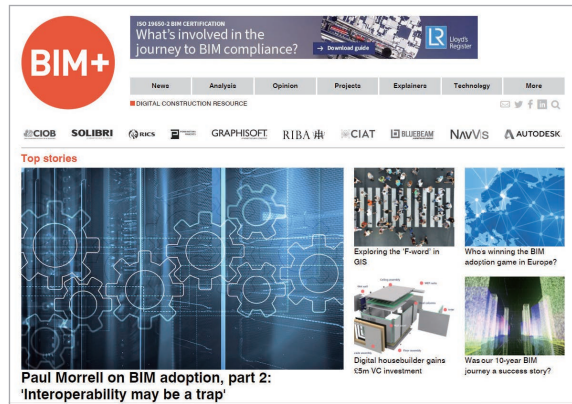 ISO 19650-2 BIM CERTIFICATION
What's involved in the
journey to BIM compliance?
Download guide
LR
Lloyd's
Register
BIM+
News Analysis Opinion Projects Explainers Technology More
DIGITAL CONSTRUCTION RESOURCE
CIOB SOLIBRI RICS GRAPHISOFT RIBA CIAT BLUEBEAM NAVVIS AUTODESK
Top stories
Exploring the 'F-word' in
GIS
Who's winning the BIM
adoption game in Europe?
Digital housebuilder gains
£5m VC investment
Was our 10-year BIM
journey a success story?
Paul Morrell on BIM adoption, part 2:
'Interoperability may be a trap'